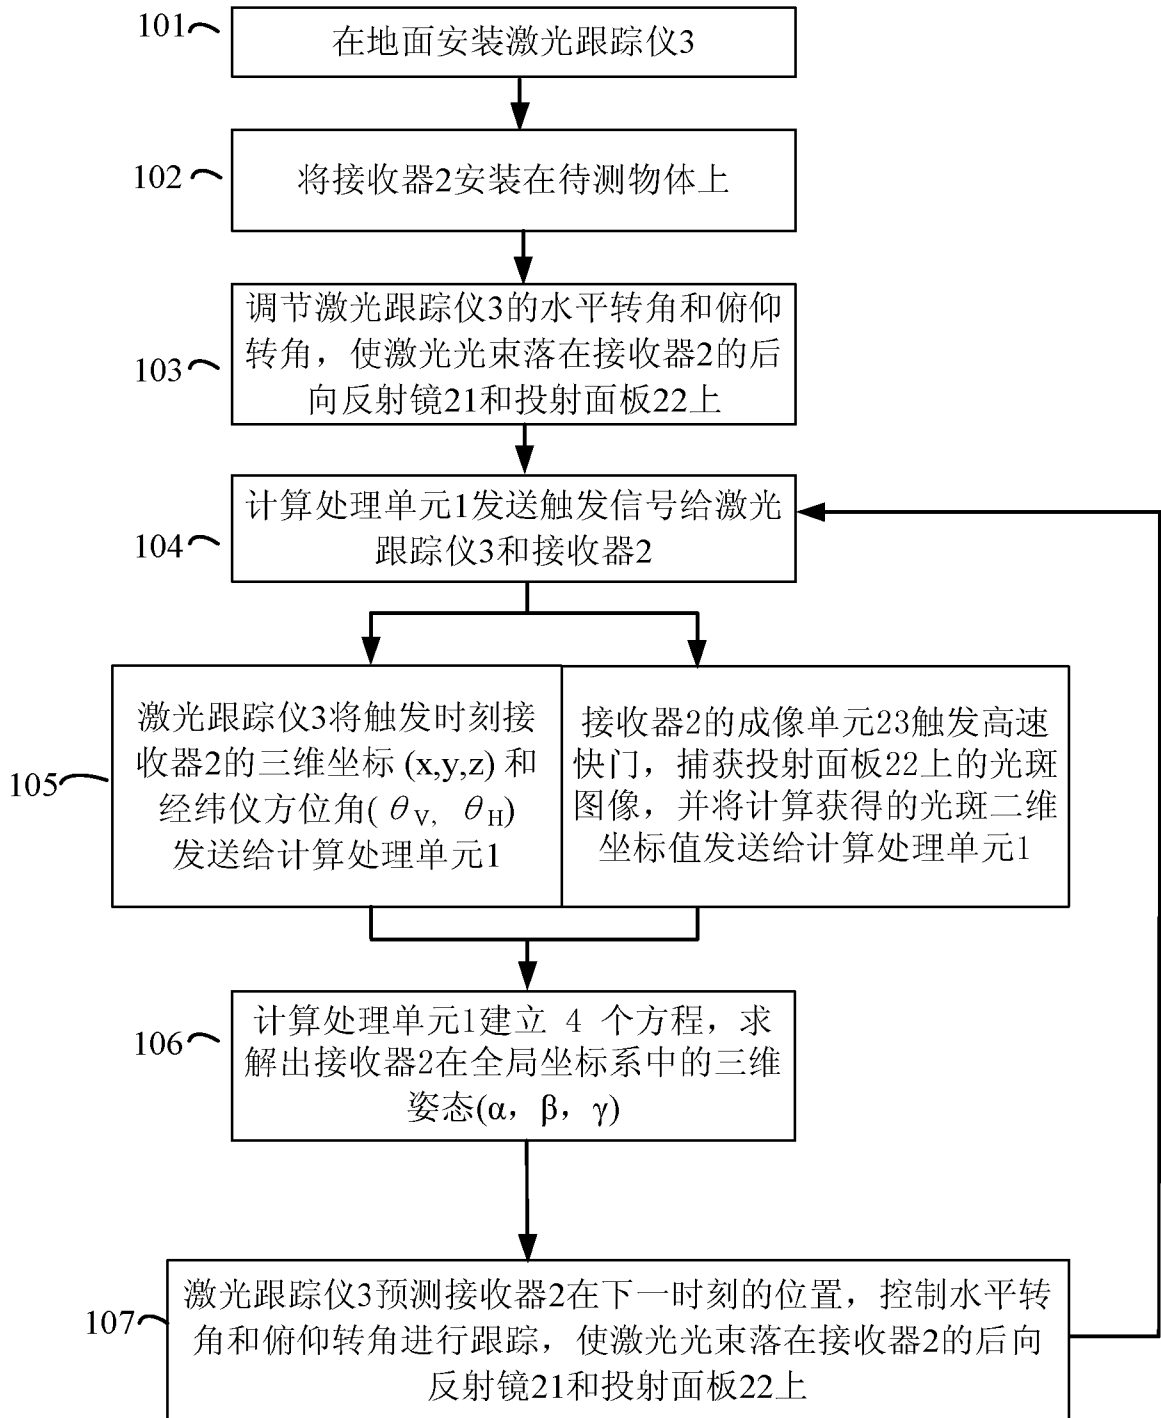 101
在地面安装激光跟踪仪3
102
将接收器2安装在待测物体上
103
调节激光跟踪仪3的水平转角和俯仰
转角，使激光光束落在接收器2的后
向反射镜21和投射面板22上
104
计算处理单元1发送触发信号给激光
跟踪仪3和接收器2
105
激光跟踪仪3将触发时刻接
收器2的三维坐标 (x,y,z) 和
经纬仪方位角( θV, θH)
发送给计算处理单元1
接收器2的成像单元23触发高速
快门，捕获投射面板22上的光斑
图像，并将计算获得的光斑二维
坐标值发送给计算处理单元1
106
计算处理单元1建立 4 个方程，求
解出接收器2在全局坐标系中的三维
姿态(α，β，γ)
107
激光跟踪仪3预测接收器2在下一时刻的位置，控制水平转
角和俯仰转角进行跟踪，使激光光束落在接收器2的后向
反射镜21和投射面板22上